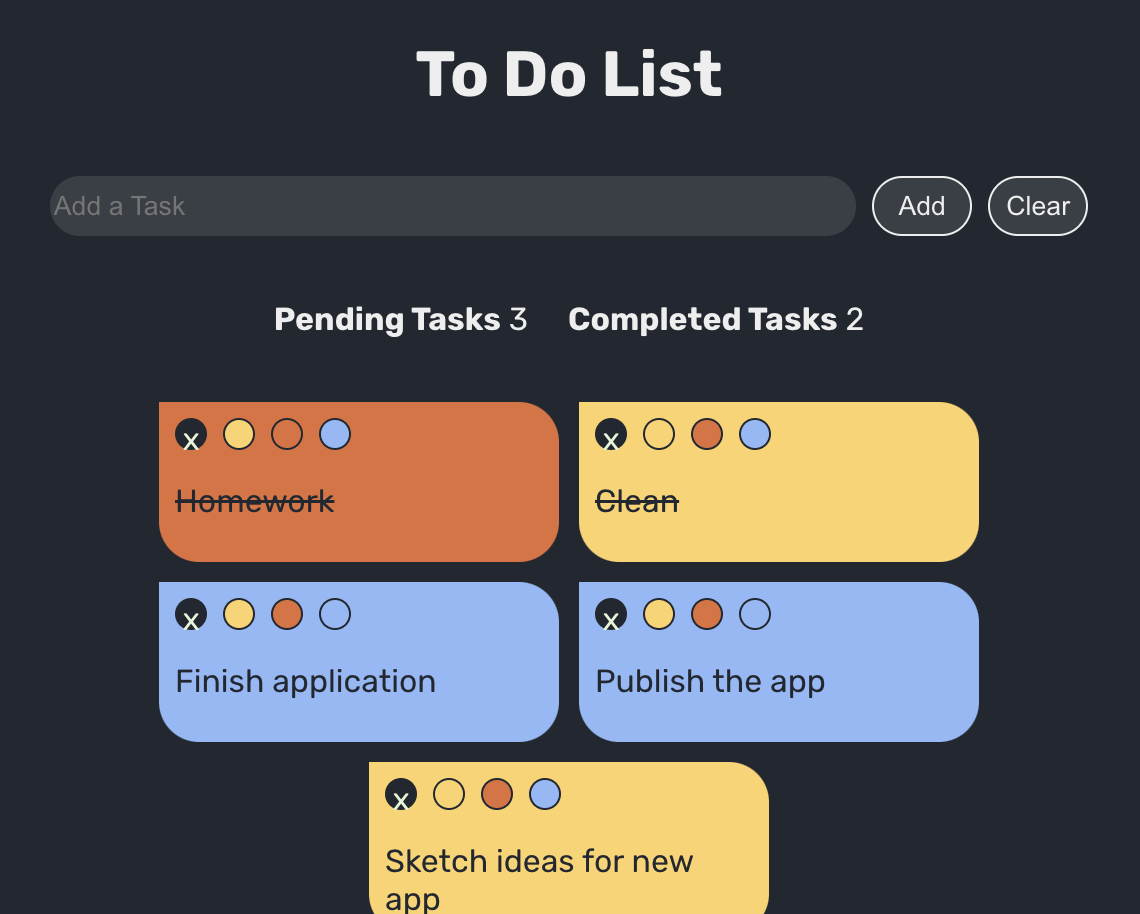 To Do List
Add a Task
Add
Clear
Pending Tasks 3
Completed Tasks 2
x
Homework
x
Clean
x
Finish application
x
Publish the app
x
Sketch ideas for new
app